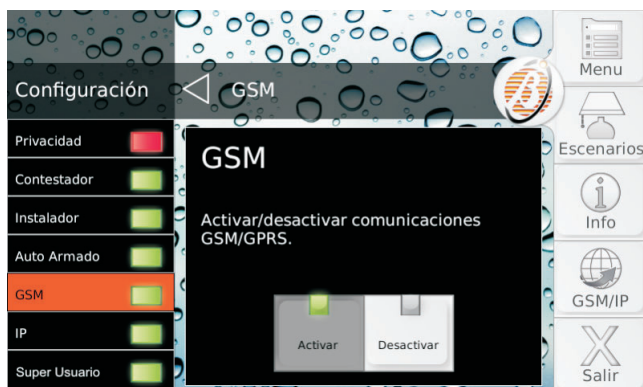 Configuración
GSM
Privacidad
Contestador
Instalador
Auto Armado
GSM
IP
Super Usuario
GSM
Activar/desactivar comunicaciones
GSM/GPRS.
Activar
Desactivar
Menu
Escenarios
Info
GSM/IP
Salir